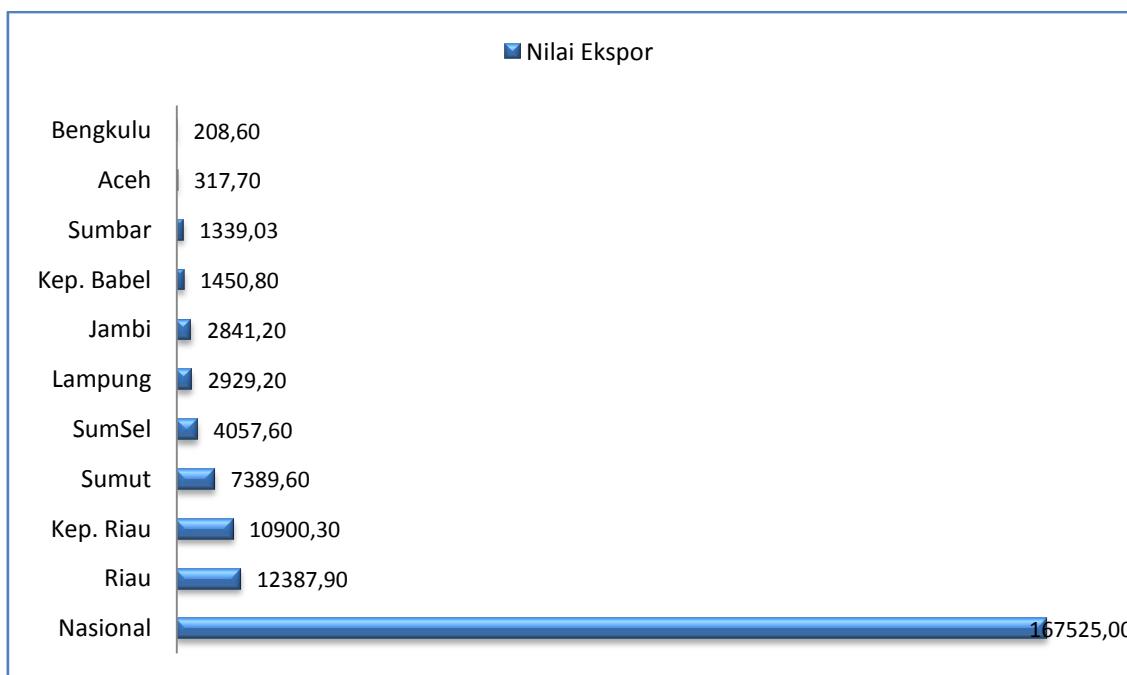 Nilai Ekspor
Bengkulu 208,60
Aceh 317,70
Sumbar 1339,03
Kep. Babel 1450,80
Jambi 2841,20
Lampung 2929,20
SumSel 4057,60
Sumut 7389,60
Kep. Riau 10900,30
Riau 12387,90
Nasional 167525,00